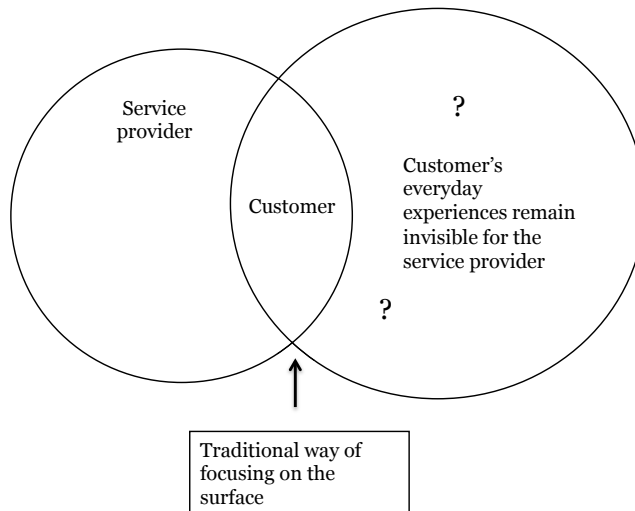 Service
provider
?
Customer's
everyday
experiences remain
invisible for the
service provider
Customer
?
Traditional way of
focusing on the
surface